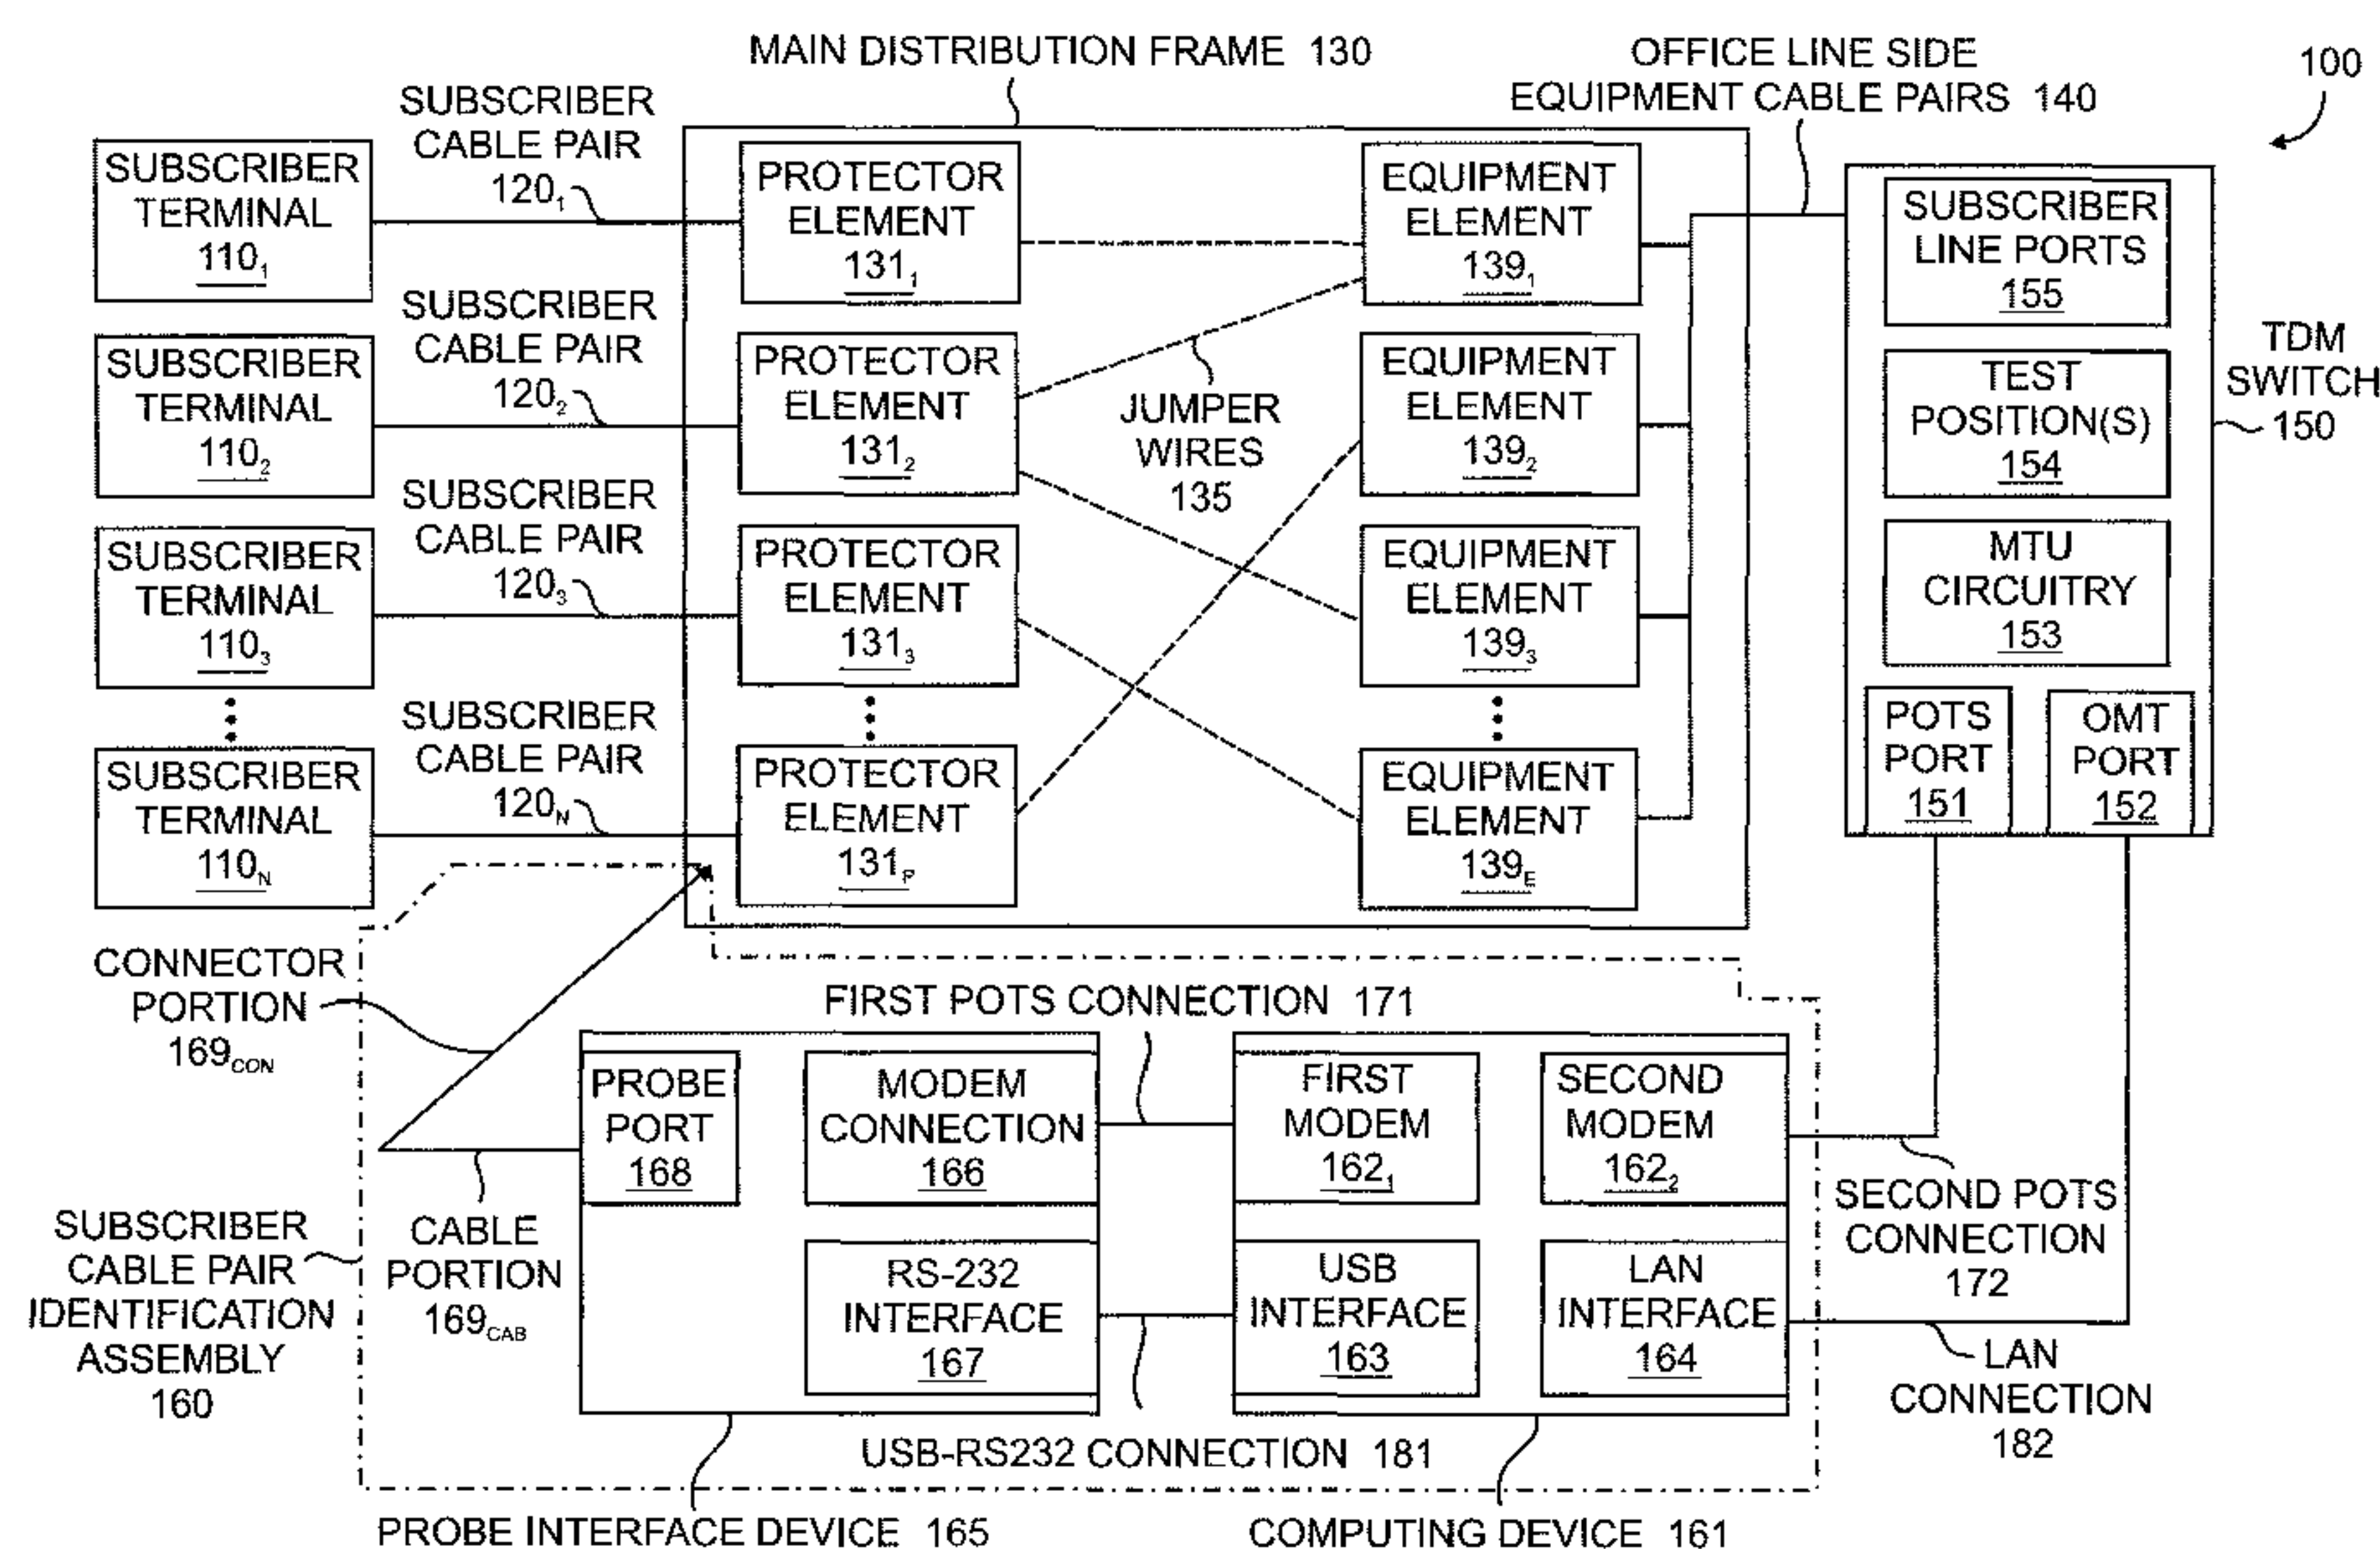 MAIN DISTRIBUTION FRAME 130
OFFICE LINE SIDE
EQUIPMENT CABLE PAIRS 140
100
SUBSCRIBER
TERMINAL
110₁
SUBSCRIBER
CABLE PAIR
120₁
PROTECTOR
ELEMENT
131₁
EQUIPMENT
ELEMENT
139₁
SUBSCRIBER
LINE PORTS
155
SUBSCRIBER
TERMINAL
110₂
SUBSCRIBER
CABLE PAIR
120₂
PROTECTOR
ELEMENT
131₂
JUMPER
WIRES
135
EQUIPMENT
ELEMENT
139₂
TEST
POSITION(S)
154
TDM
SWITCH
150
SUBSCRIBER
TERMINAL
110₃
SUBSCRIBER
CABLE PAIR
120₃
PROTECTOR
ELEMENT
131₃
EQUIPMENT
ELEMENT
139₃
MTU
CIRCUITRY
153
SUBSCRIBER
TERMINAL
110N
SUBSCRIBER
CABLE PAIR
120N
PROTECTOR
ELEMENT
131P
EQUIPMENT
ELEMENT
139E
POTS
PORT
151
OMT
PORT
152
CONNECTOR
PORTION
169CON
FIRST POTS CONNECTION 171
PROBE
PORT
168
MODEM
CONNECTION
166
FIRST
MODEM
162₁
SECOND
MODEM
162₂
SECOND POTS
CONNECTION
172
SUBSCRIBER
CABLE PAIR
IDENTIFICATION
ASSEMBLY
160
CABLE
PORTION
169CAB
RS-232
INTERFACE
167
USB
INTERFACE
163
LAN
INTERFACE
164
LAN
CONNECTION
182
USB-RS232 CONNECTION 181
PROBE INTERFACE DEVICE 165
COMPUTING DEVICE 161